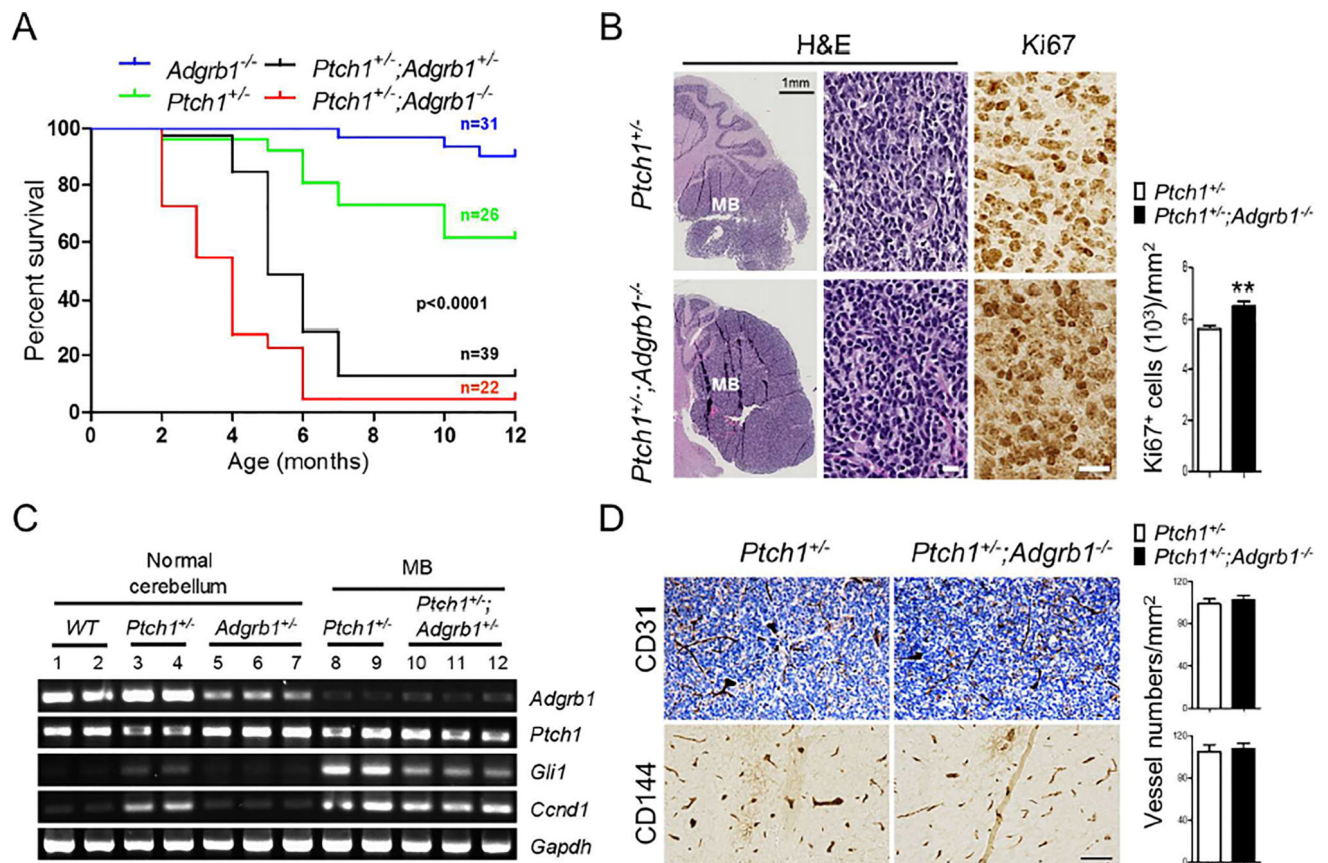 A
Adgrb1-/-
Ptch1+/-;Adgrb1+/-
Ptch1+/-
Ptch1+/-;Adgrb1-/-
Percent survival
100
80
60
40
20
0
n=31
n=26
p<0.0001
n=39
n=22
0 2 4 6 8 10 12
Age (months)
B
H&E
Ki67
1mm
Ptch1+/-
MB
Ptch1+/-;Adgrb1-/-
MB
Ptch1+/-
Ptch1+/-;Adgrb1-/-
Ki67+ cells (10³)/mm²
8
6
4
2
0
**
C
Normal
cerebellum
MB
WT
Ptch1+/-
Adgrb1+/-
Ptch1+/-
Ptch1+/-;
Adgrb1+/-
1 2 3 4 5 6 7 8 9 10 11 12
Adgrb1
Ptch1
Gli1
Ccnd1
Gapdh
D
Ptch1+/-
Ptch1+/-;Adgrb1-/-
CD31
CD144
Ptch1+/-
Ptch1+/-;Adgrb1-/-
Vessel numbers/mm²
120
80
40
0
120
80
40
0